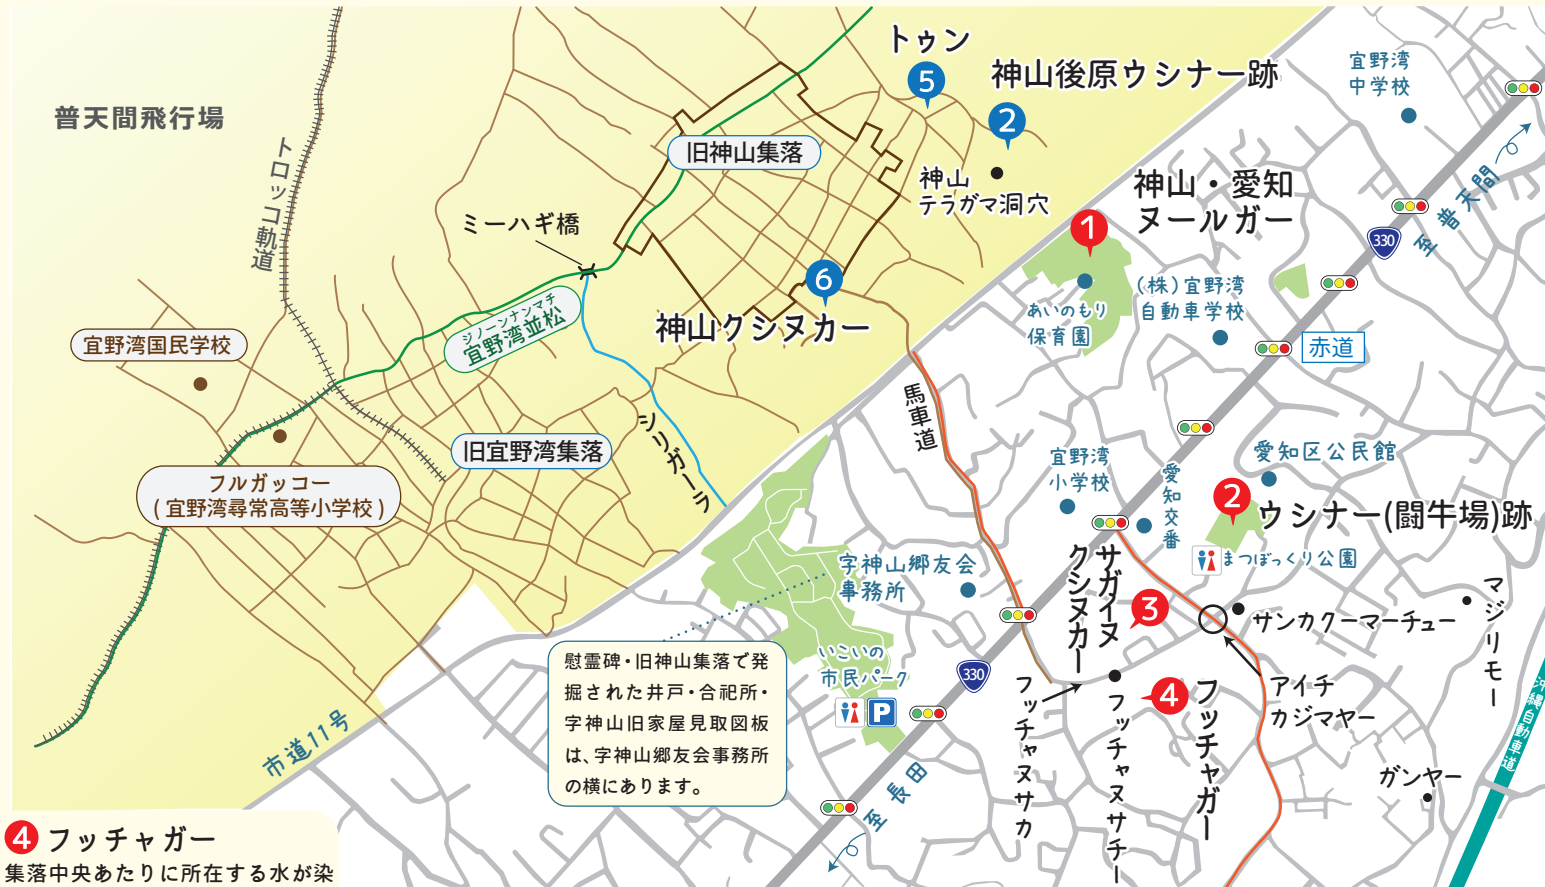 普天間飛行場
トロッコ軌道
宜野湾国民学校
フルガッコー
(宜野湾尋常高等小学校)
ジノーンナンマチ
宜野湾並松
ミーハギ橋
旧神山集落
旧宜野湾集落
シリガーラ
トゥン
5
神山後原ウシナー跡
2
神山
テラガマ洞穴
6
神山クシヌカー
宜野湾
中学校
至 普天間
330
神山・愛知
ヌールガー
1
あいのもり
保育園
(株)宜野湾
自動車学校
赤道
馬車道
宜野湾
小学校
愛知交番
愛知区公民館
2
ウシナー(闘牛場)跡
まつぼっくり公園
サガイヌ
クシヌカー
3
サンカクーマーチュー
マジリモー
アイチ
カジマヤー
ガンヤー
沖縄自動車道
4
フッチャガー
フッチャヌサチー
フッチャヌサカ
字神山郷友会
事務所
いこいの
市民パーク
P
330
至 長田
市道11号
慰霊碑・旧神山集落で発
掘された井戸・合祀所・
字神山旧家屋見取図板
は、字神山郷友会事務所
の横にあります。
4 フッチャガー
集落中央あたりに所在する水が染